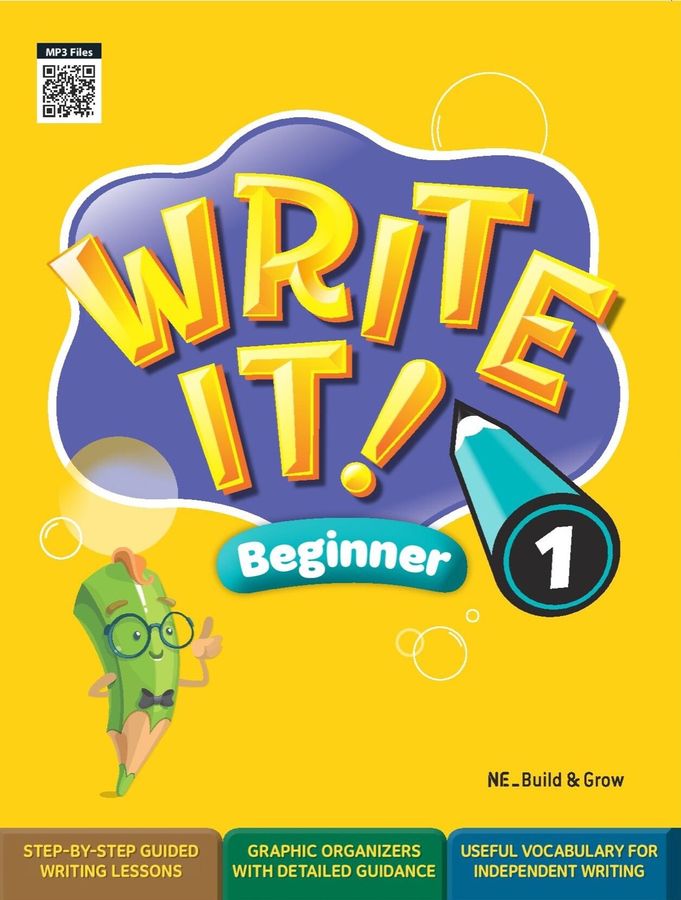 MP3 Files
WRITE
IT!
Beginner
1
NE_Build & Grow
STEP-BY-STEP GUIDED
WRITING LESSONS
GRAPHIC ORGANIZERS
WITH DETAILED GUIDANCE
USEFUL VOCABULARY FOR
INDEPENDENT WRITING